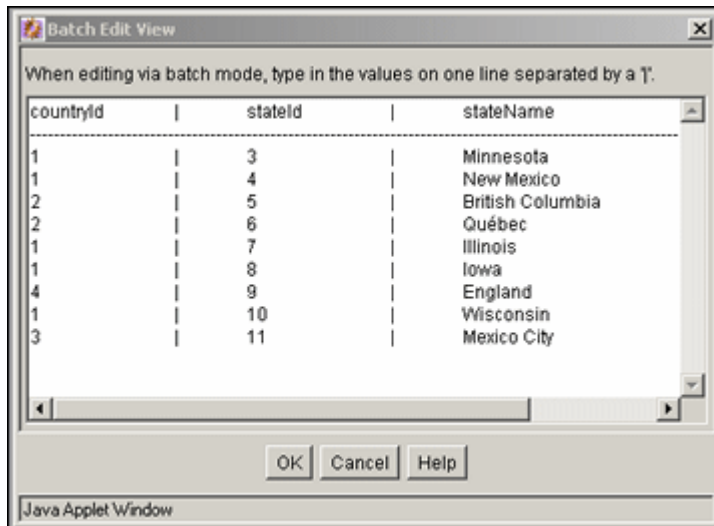 Batch Edit View
When editing via batch mode, type in the values on one line separated by a '|'.
countryId | stateId | stateName
--------------------------------------------------------------------------------
1 | 3 | Minnesota
1 | 4 | New Mexico
2 | 5 | British Columbia
2 | 6 | Québec
1 | 7 | Illinois
1 | 8 | Iowa
4 | 9 | England
1 | 10 | Wisconsin
3 | 11 | Mexico City
OK Cancel Help
Java Applet Window